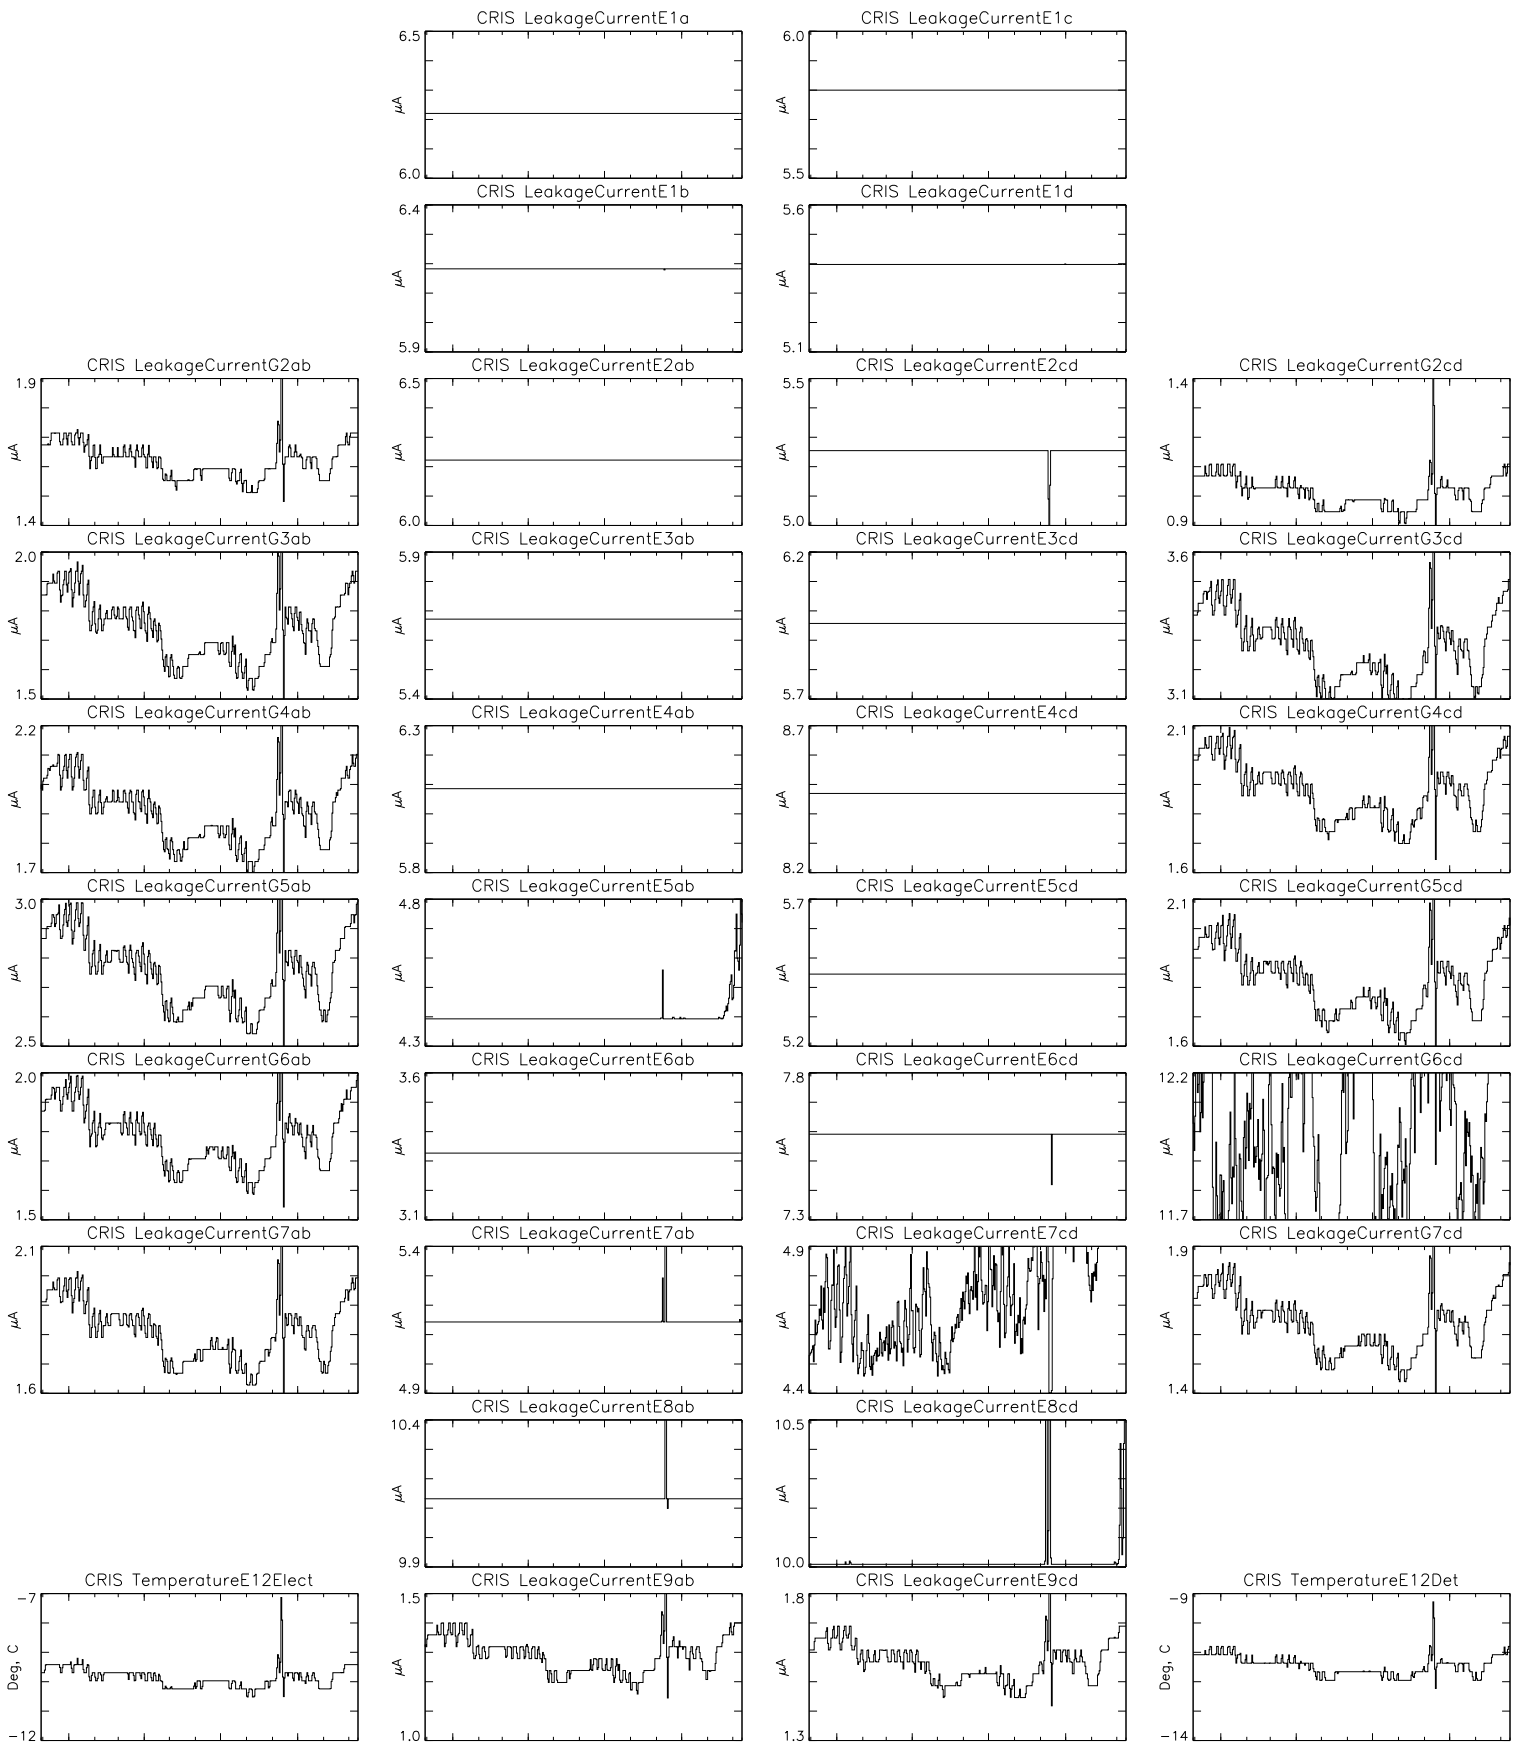 CRIS LeakageCurrentE1a
6.5
μA
6.0
CRIS LeakageCurrentE1c
6.0
μA
5.5
CRIS LeakageCurrentE1b
6.4
μA
5.9
CRIS LeakageCurrentE1d
5.6
μA
5.1
CRIS LeakageCurrentG2ab
1.9
μA
1.4
CRIS LeakageCurrentE2ab
6.5
μA
6.0
CRIS LeakageCurrentE2cd
5.5
μA
5.0
CRIS LeakageCurrentG2cd
1.4
μA
0.9
CRIS LeakageCurrentG3ab
2.0
μA
1.5
CRIS LeakageCurrentE3ab
5.9
μA
5.4
CRIS LeakageCurrentE3cd
6.2
μA
5.7
CRIS LeakageCurrentG3cd
3.6
μA
3.1
CRIS LeakageCurrentG4ab
2.2
μA
1.7
CRIS LeakageCurrentE4ab
6.3
μA
5.8
CRIS LeakageCurrentE4cd
8.7
μA
8.2
CRIS LeakageCurrentG4cd
2.1
μA
1.6
CRIS LeakageCurrentG5ab
3.0
μA
2.5
CRIS LeakageCurrentE5ab
4.8
μA
4.3
CRIS LeakageCurrentE5cd
5.7
μA
5.2
CRIS LeakageCurrentG5cd
2.1
μA
1.6
CRIS LeakageCurrentG6ab
2.0
μA
1.5
CRIS LeakageCurrentE6ab
3.6
μA
3.1
CRIS LeakageCurrentE6cd
7.8
μA
7.3
CRIS LeakageCurrentG6cd
12.2
μA
11.7
CRIS LeakageCurrentG7ab
2.1
μA
1.6
CRIS LeakageCurrentE7ab
5.4
μA
4.9
CRIS LeakageCurrentE7cd
4.9
μA
4.4
CRIS LeakageCurrentG7cd
1.9
μA
1.4
CRIS LeakageCurrentE8ab
10.4
μA
9.9
CRIS LeakageCurrentE8cd
10.5
μA
10.0
CRIS TemperatureE12Elect
-7
Deg, C
-12
CRIS LeakageCurrentE9ab
1.5
μA
1.0
CRIS LeakageCurrentE9cd
1.8
μA
1.3
CRIS TemperatureE12Det
-9
Deg, C
-14